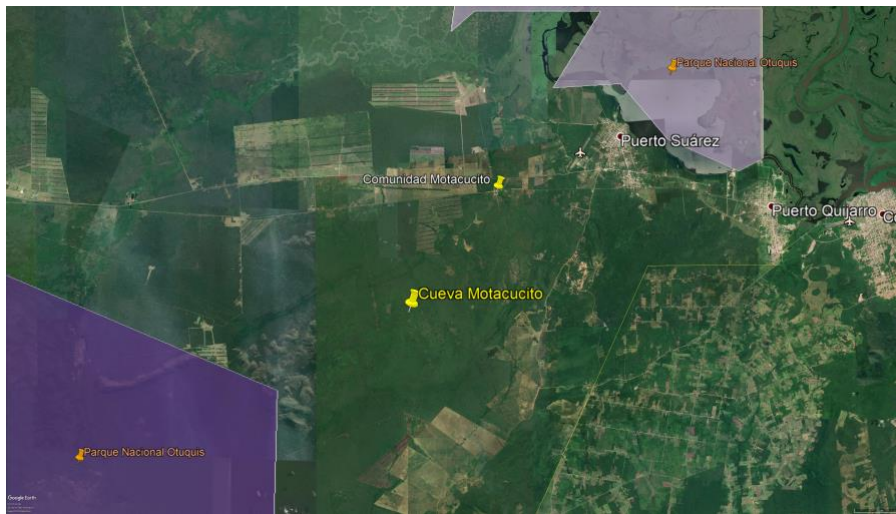 Parque Nacional Otuquis
Puerto Suárez
Comunidad Motacucito
Puerto Quijarro
Cueva Motacucito
Parque Nacional Otuquis
Google Earth